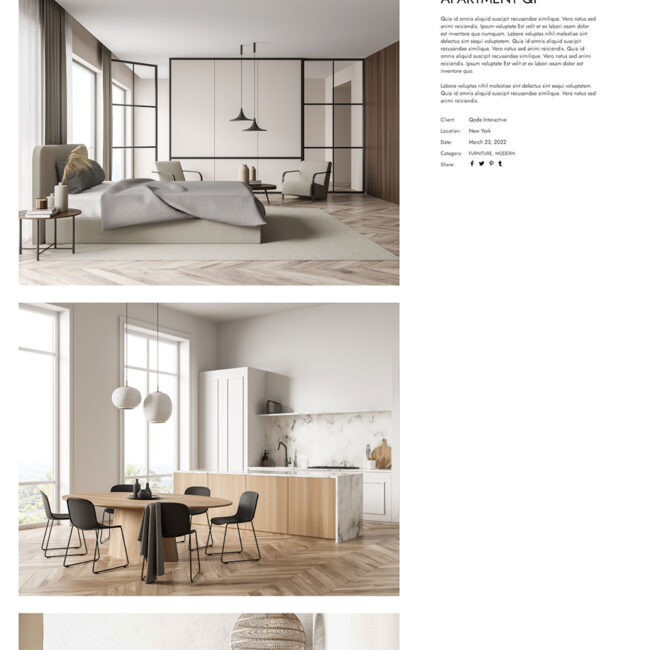 APARTMENT QI
Quia id omnis aliquid suscipit recusandae similique. Vero natus sed
animi reiciendis. Ipsum voluptate Est velit et ex labori asam dolor
est inventore quo numquam. Labore voluptas nihil molestiae sint
delectus sint sequi voluptatem. Quia id omnis aliquid suscipit
recusandae similique. Vero natus sed animi reiciendis. Quia id
omnis aliquid suscipit recusandae similique. Vero natus sed animi
reiciendis. Ipsum voluptate Est velit et ex labori asam dolor est
inventore quo.
Labore voluptas nihil molestiae sint delectus sint sequi voluptatem.
Quia id omnis aliquid suscipit recusandae similique. Vero natus sed
animi reiciendis.
Client: Qode Interactive
Location: New York
Date: March 23, 2022
Category: FURNITURE, MODERN
Share: